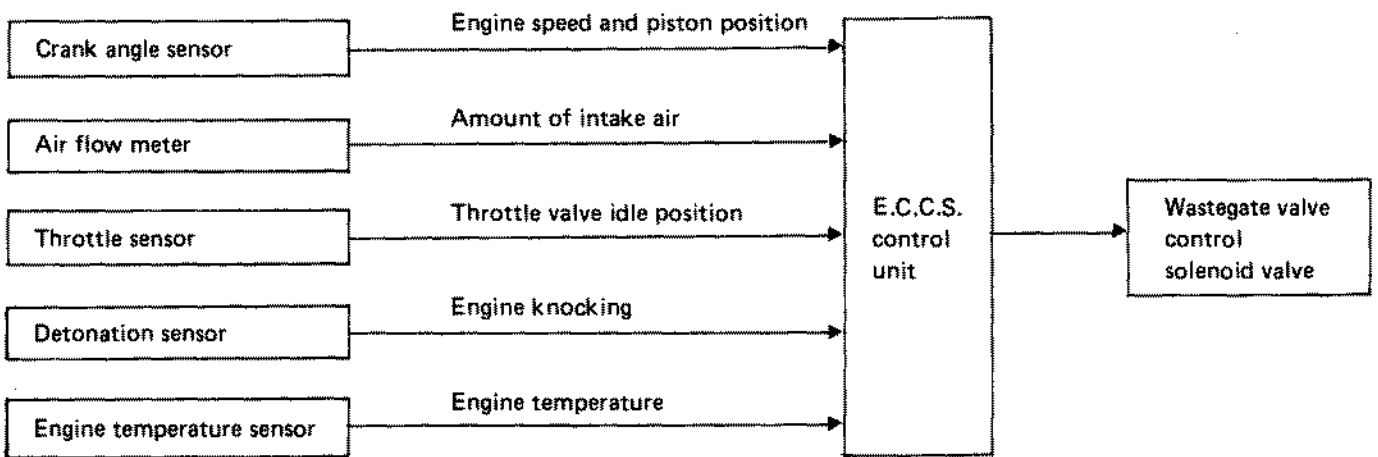 Crank angle sensor
Engine speed and piston position
Air flow meter
Amount of intake air
Throttle sensor
Throttle valve idle position
Detonation sensor
Engine knocking
Engine temperature sensor
Engine temperature
E.C.C.S.
control
unit
Wastegate valve
control
solenoid valve